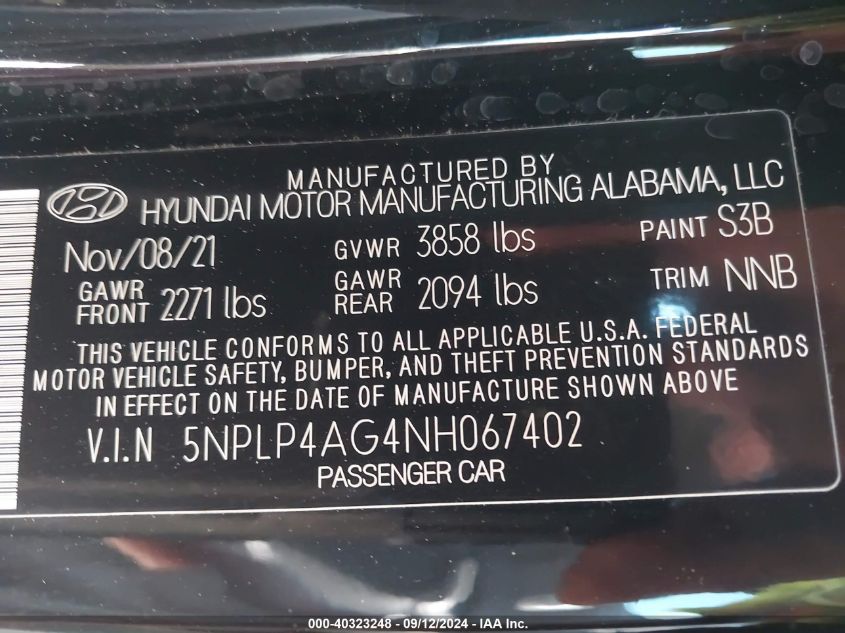 MANUFACTURED BY
HYUNDAI MOTOR MANUFACTURING ALABAMA, LLC
Nov/08/21 GVWR 3858 lbs PAINT S3B
GAWR FRONT 2271 lbs GAWR REAR 2094 lbs TRIM NNB
THIS VEHICLE CONFORMS TO ALL APPLICABLE U.S.A. FEDERAL
MOTOR VEHICLE SAFETY, BUMPER, AND THEFT PREVENTION STANDARDS
IN EFFECT ON THE DATE OF MANUFACTURE SHOWN ABOVE
V.I.N 5NPLP4AG4NH067402
PASSENGER CAR
000-40323248 - 09/12/2024 - IAA Inc.